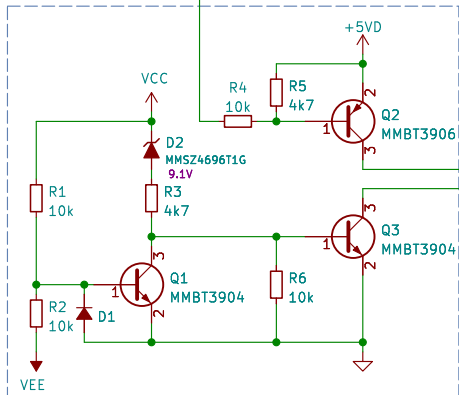 +5VD
VCC
R4
10k
R5
4k7
2
Q2
1
MMBT3906
3
D2
MMSZ4696T1G
9.1V
R1
10k
R3
4k7
3
Q3
1
MMBT3904
2
3
Q1
1
MMBT3904
2
R6
10k
R2
10k
D1
VEE